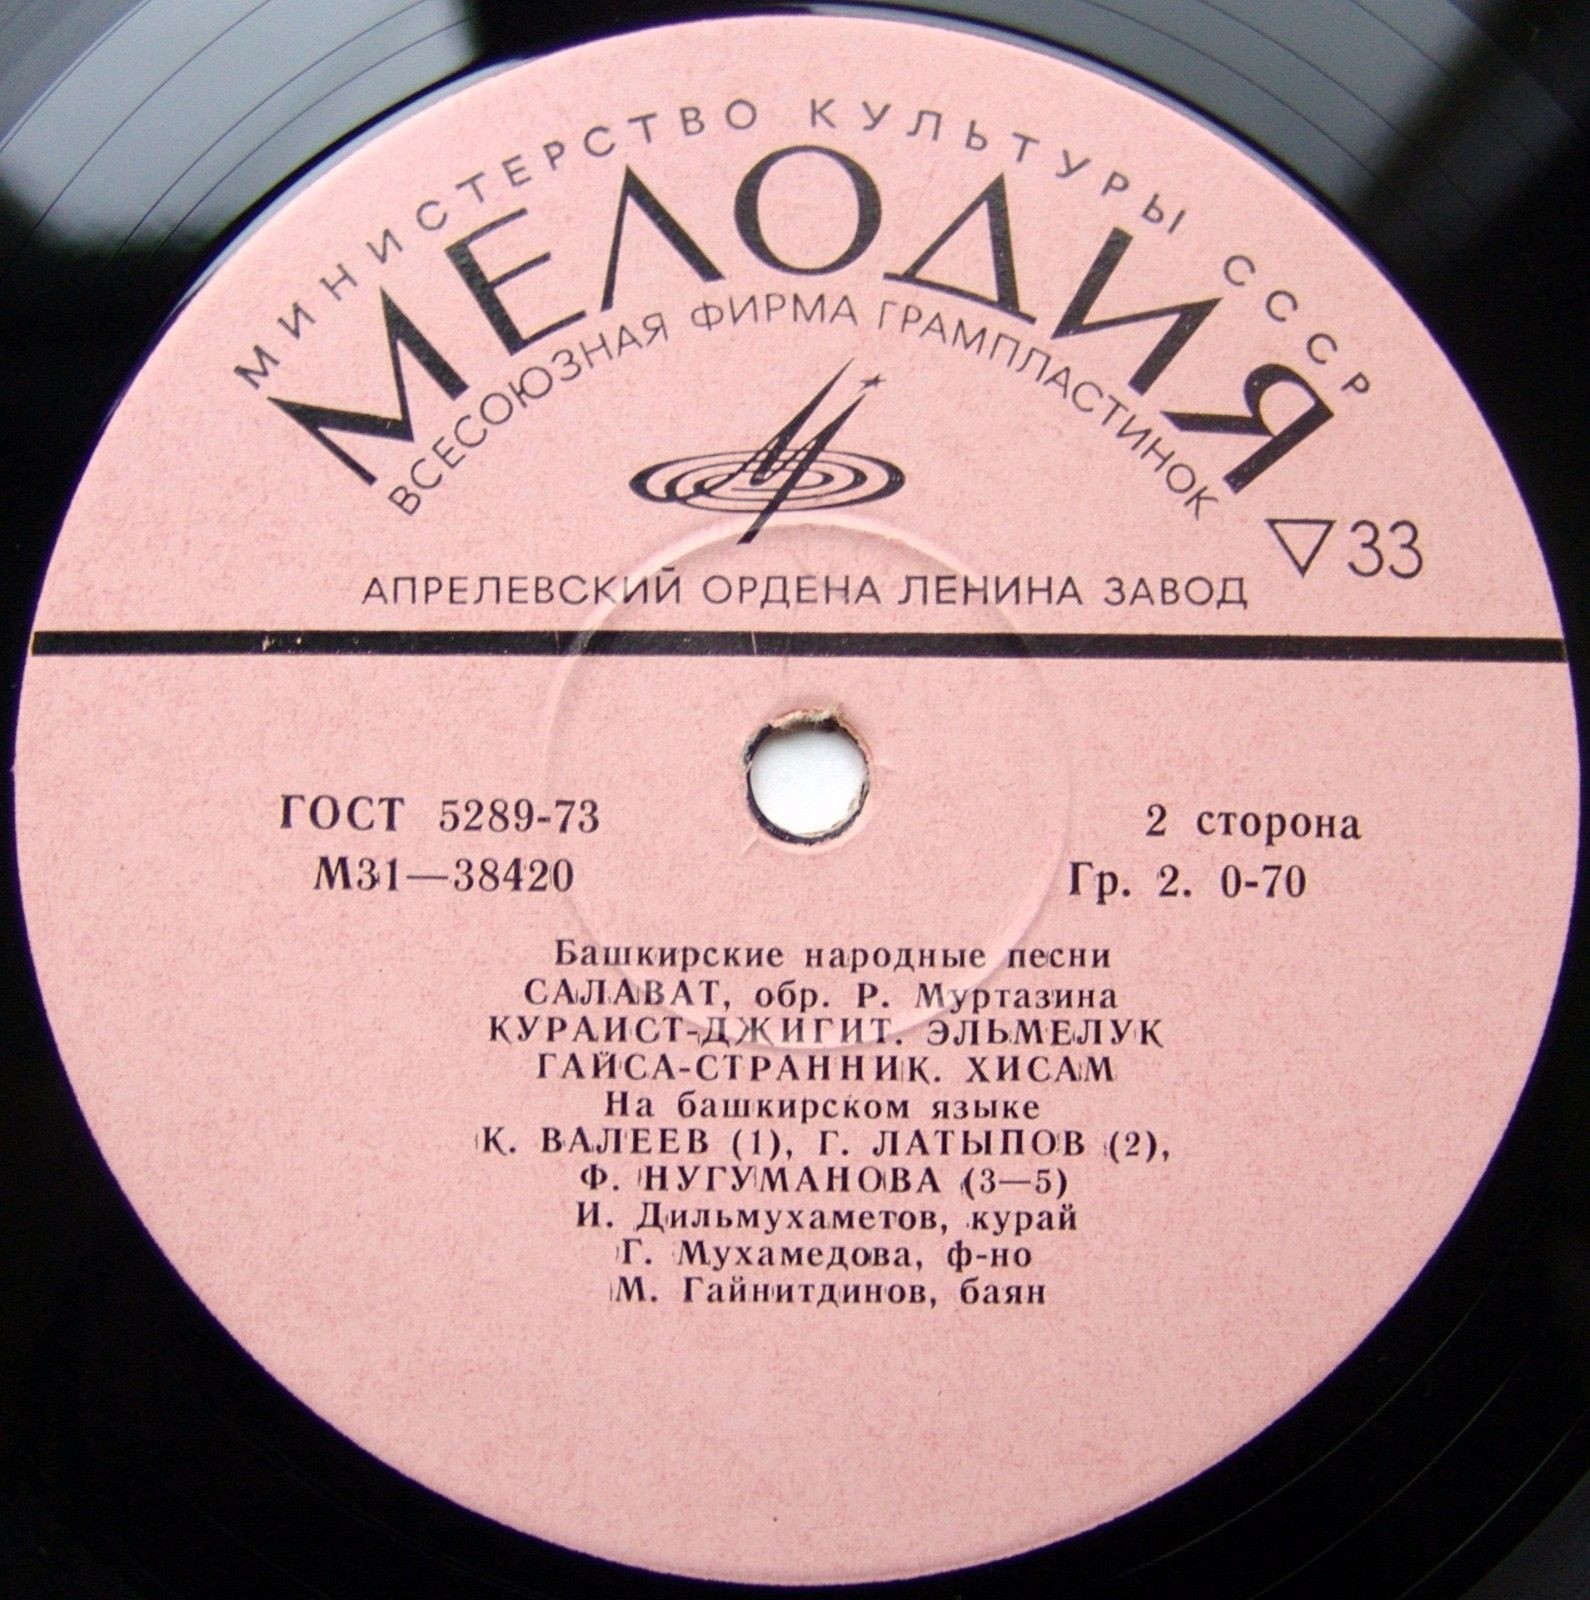 МИНИСТЕРСТВО КУЛЬТУРЫ СССР
МЕЛОДИЯ
ВСЕСОЮЗНАЯ ФИРМА ГРАМПЛАСТИНОК
33
АПРЕЛЕВСКИЙ ОРДЕНА ЛЕНИНА ЗАВОД
ГОСТ 5289-73
2 сторона
М31—38420
Гр. 2. 0-70
Башкирские народные песни
САЛАВАТ, обр. Р. Муртазина
КУРАИСТ-ДЖИГИТ. ЭЛЬМЕЛУК
ГАЙСА-СТРАННИК. ХИСАМ
На башкирском языке
К. ВАЛЕЕВ (1), Г. ЛАТЫПОВ (2),
Ф. НУГУМАНОВА (3—5)
И. Дильмухаметов, курай
Г. Мухамедова, ф-но
М. Гайнитдинов, баян